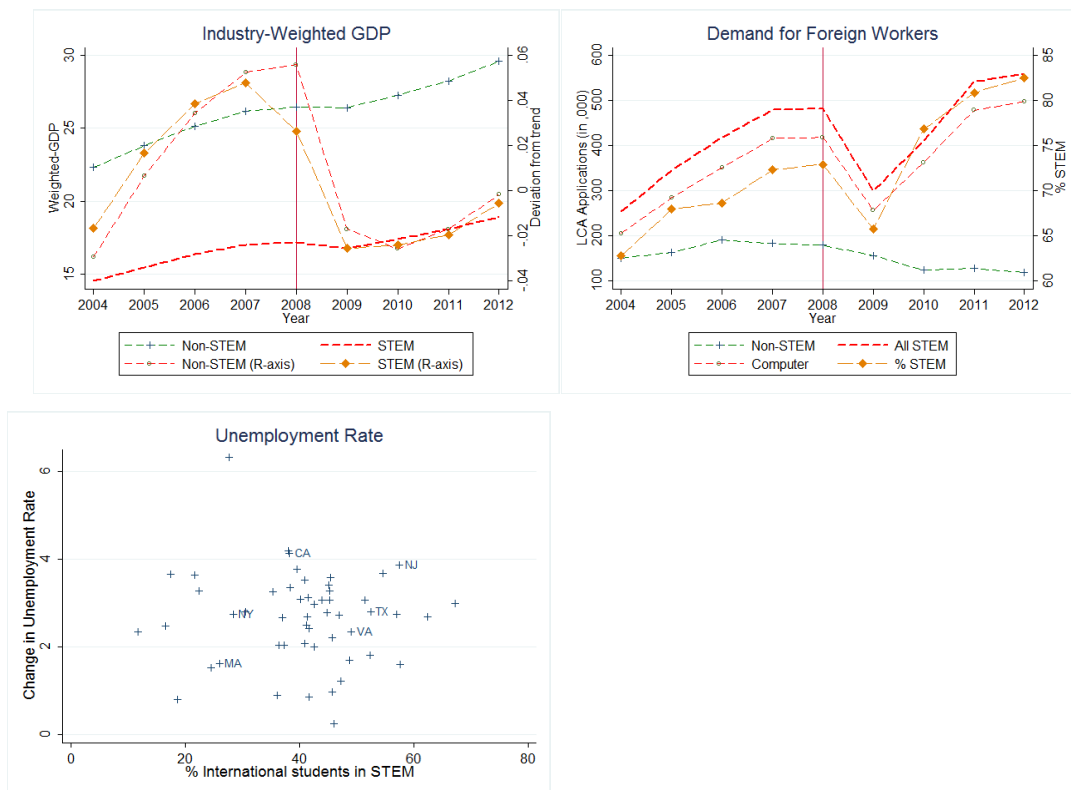 Industry-Weighted GDP
30
25
20
15
Weighted-GDP
.06
.04
.02
0
-.02
-.04
Deviation from trend
2004 2005 2006 2007 2008 2009 2010 2011 2012
Year
Non-STEM STEM
Non-STEM (R-axis) STEM (R-axis)
Demand for Foreign Workers
600
500
400
300
200
100
LCA Applications (in ,000)
85
80
75
70
65
60
% STEM
2004 2005 2006 2007 2008 2009 2010 2011 2012
Year
Non-STEM All STEM
Computer % STEM
Unemployment Rate
6
4
2
0
Change in Unemployment Rate
CA
NJ
NY
TX
VA
MA
0 20 40 60 80
% International students in STEM